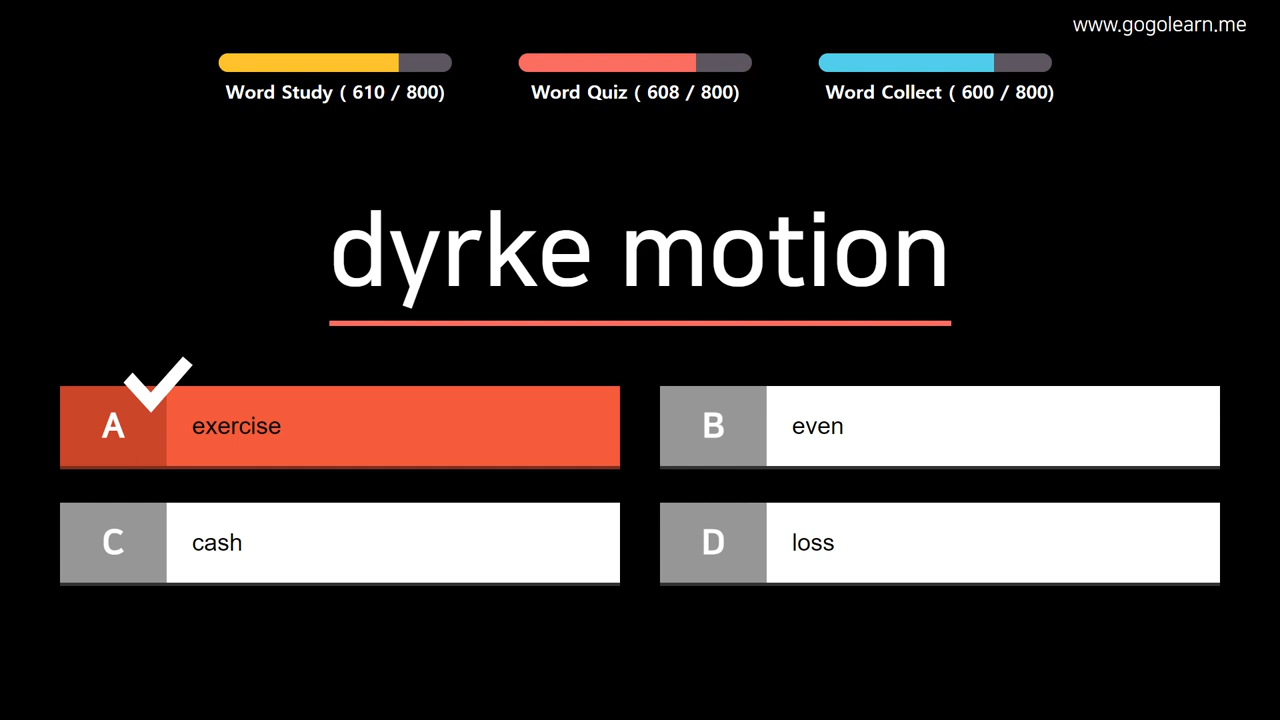 www.gogolearn.me
Word Study ( 610 / 800)
Word Quiz ( 608 / 800)
Word Collect ( 600 / 800)
dyrke motion
A exercise
B even
C cash
D loss